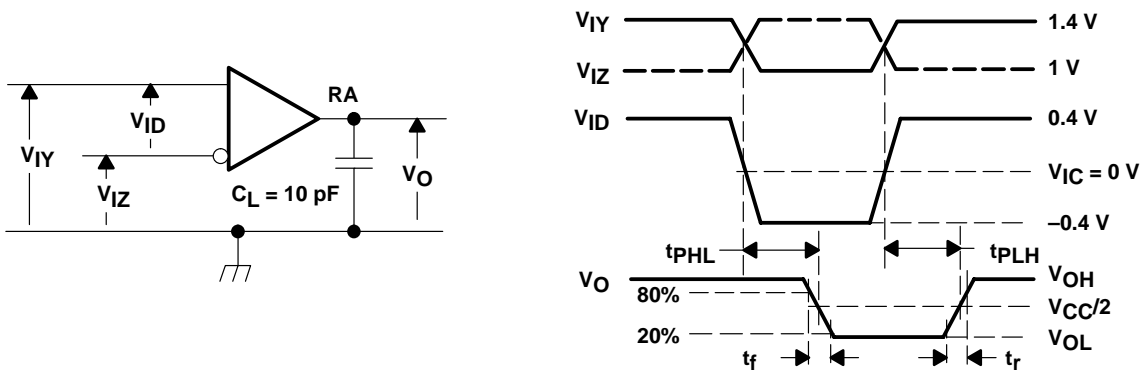 RA
VID
VIY
VIZ
CL = 10 pF
VO
VIY
1.4 V
VIZ
1 V
VID
0.4 V
VIC = 0 V
–0.4 V
tPHL
tPLH
VO
VOH
80%
VCC/2
20%
VOL
tf
tr